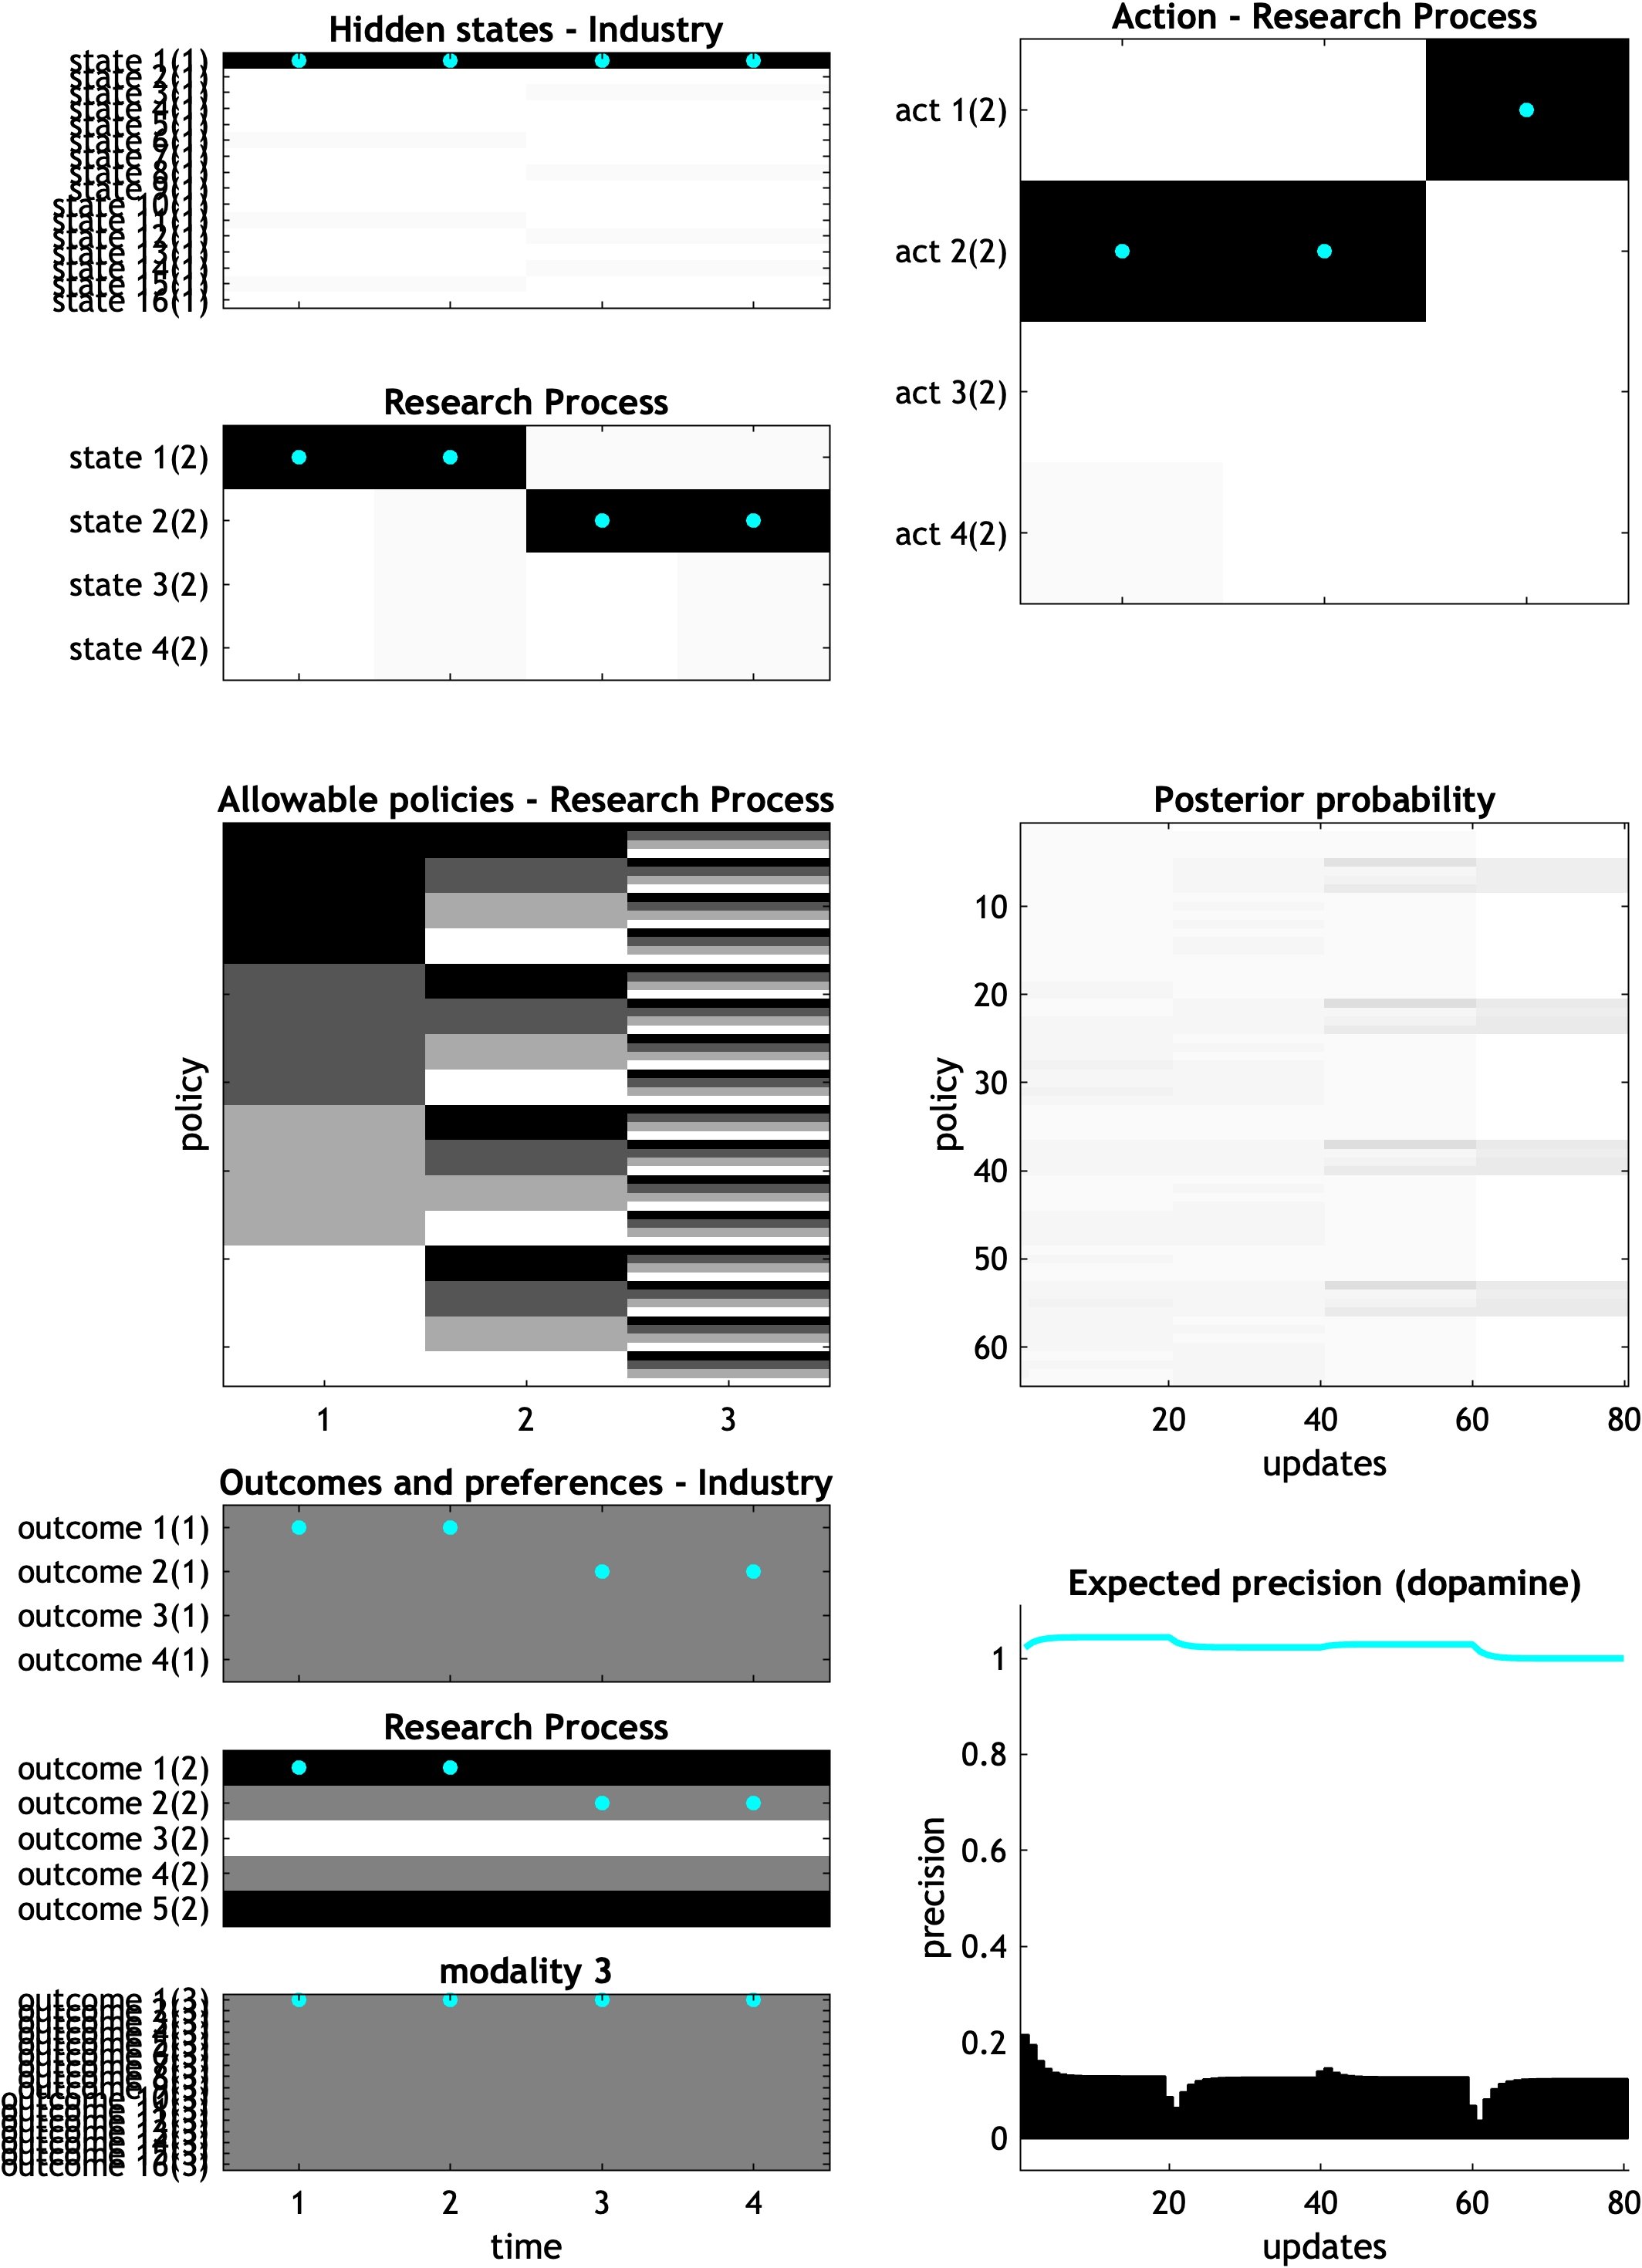 Hidden states - Industry
state 1(1)
state 2(1)
state 3(1)
state 4(1)
state 5(1)
state 6(1)
state 7(1)
state 8(1)
state 9(1)
state 10(1)
state 11(1)
state 12(1)
state 13(1)
state 14(1)
state 15(1)
state 16(1)
Research Process
state 1(2)
state 2(2)
state 3(2)
state 4(2)
Action - Research Process
act 1(2)
act 2(2)
act 3(2)
act 4(2)
Allowable policies - Research Process
policy
1 2 3
Posterior probability
policy
10
20
30
40
50
60
20 40 60 80
updates
Outcomes and preferences - Industry
outcome 1(1)
outcome 2(1)
outcome 3(1)
outcome 4(1)
Research Process
outcome 1(2)
outcome 2(2)
outcome 3(2)
outcome 4(2)
outcome 5(2)
modality 3
outcome 1(3)
outcome 16(3)
1 2 3 4
time
Expected precision (dopamine)
precision
1
0.8
0.6
0.4
0.2
0
20 40 60 80
updates